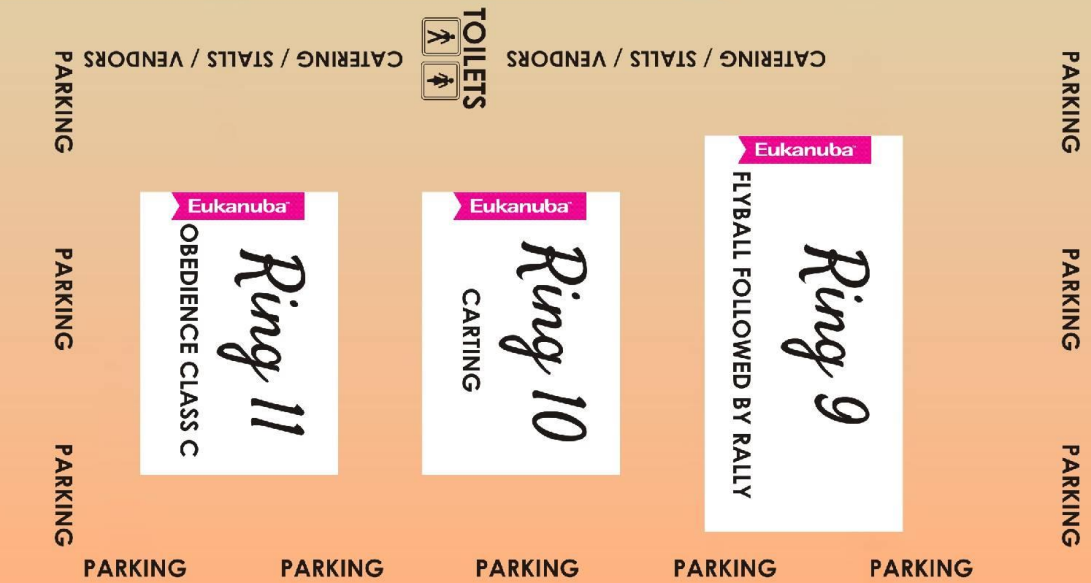 TOILETS
CATERING / STALLS / VENDORS
CATERING / STALLS / VENDORS
PARKING
PARKING
PARKING
PARKING
PARKING
PARKING
Eukanuba
Ring 11
OBEDIENCE CLASS C
Eukanuba
Ring 10
CARTING
Eukanuba
Ring 9
FLYBALL FOLLOWED BY RALLY
PARKING
PARKING
PARKING
PARKING
PARKING